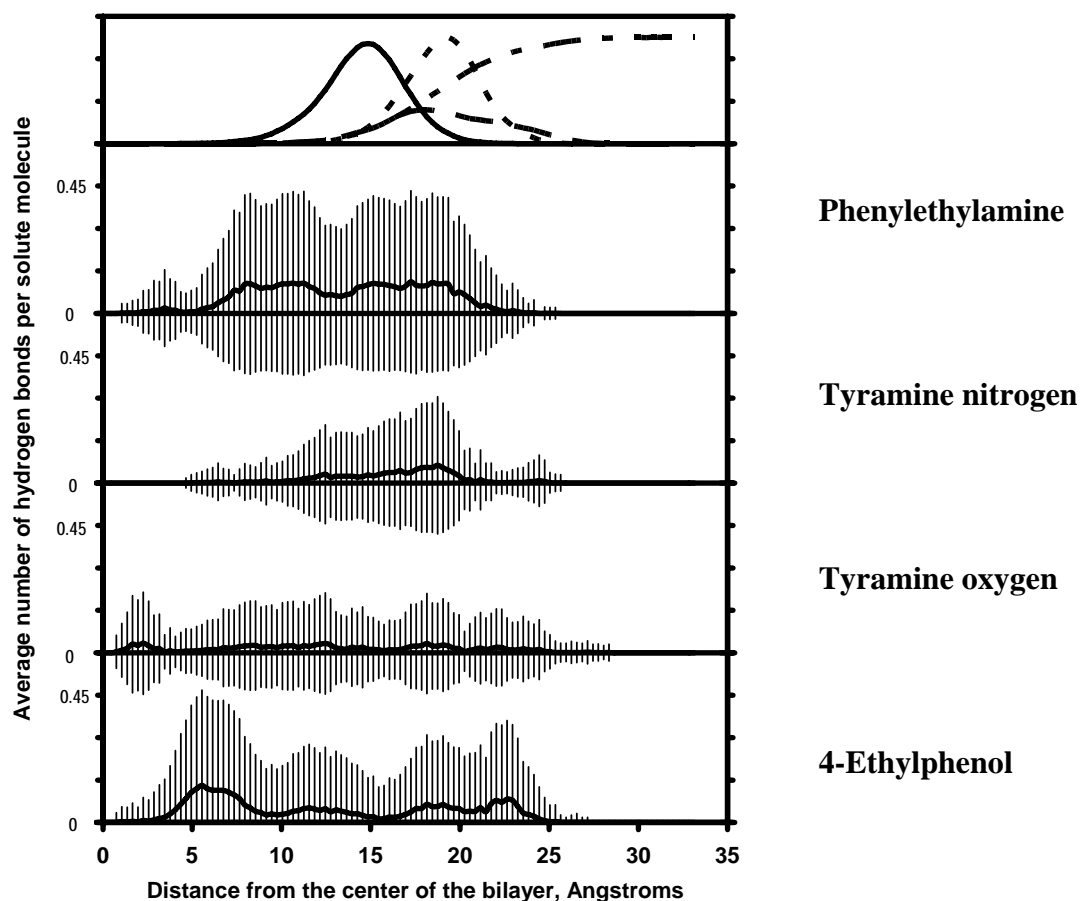 Average number of hydrogen bonds per solute molecule
0.45
0
0.45
0
0.45
0
0.45
0
Phenylethylamine
Tyramine nitrogen
Tyramine oxygen
4-Ethylphenol
0 5 10 15 20 25 30 35
Distance from the center of the bilayer, Angstroms